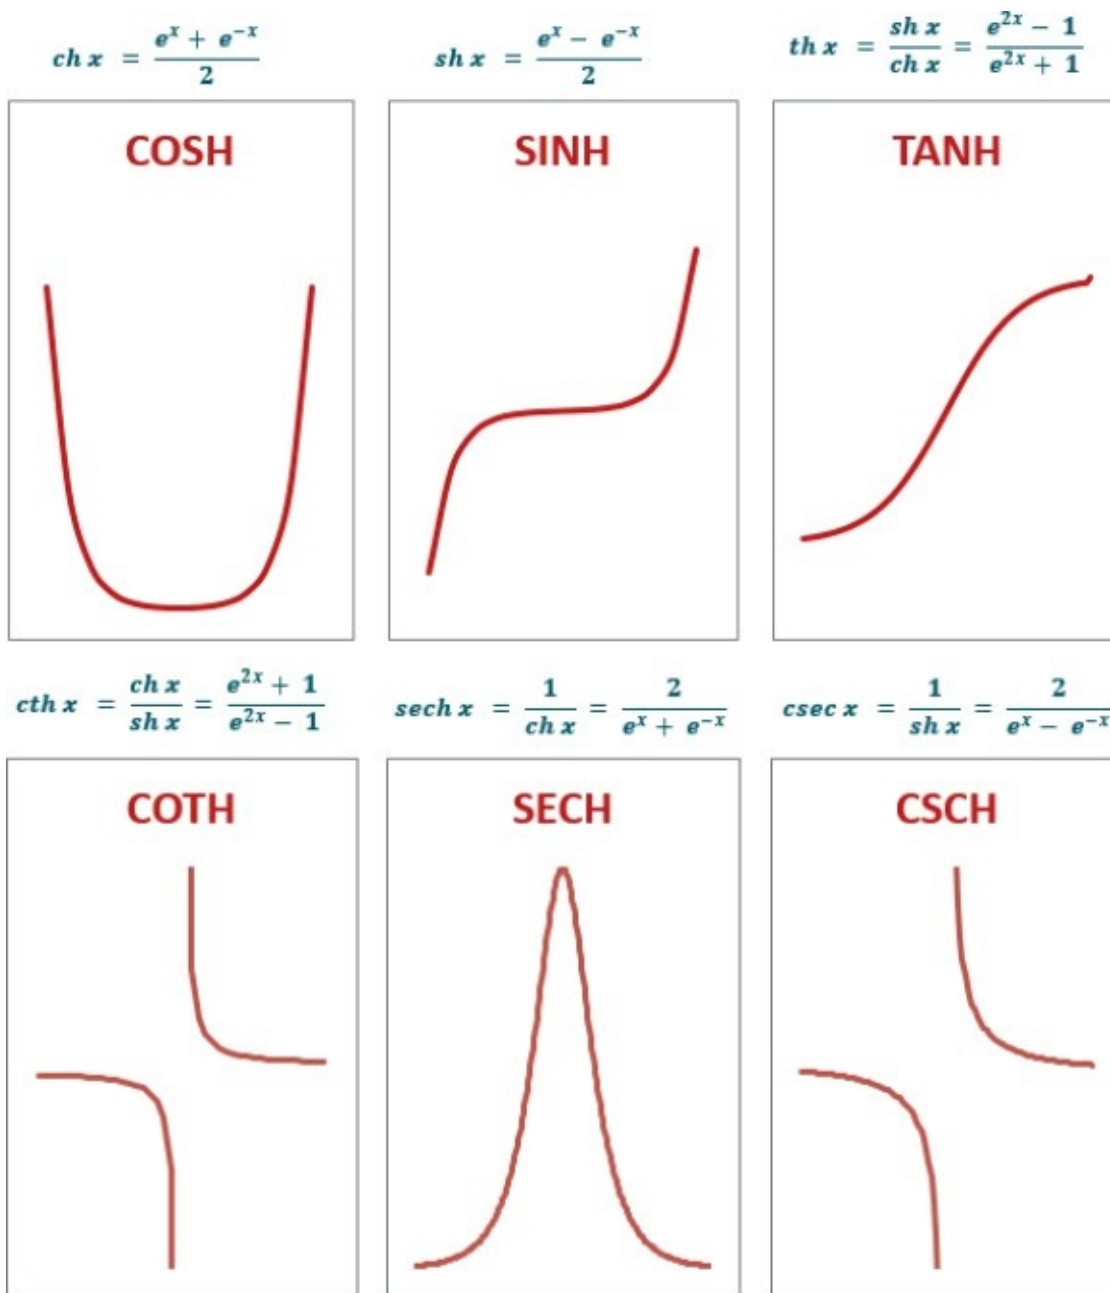 ch x = (e^x + e^{-x})/2
sh x = (e^x − e^{-x})/2
th x = sh x/ch x = (e^{2x} − 1)/(e^{2x} + 1)
COSH
SINH
TANH
cth x = ch x/sh x = (e^{2x} + 1)/(e^{2x} − 1)
sech x = 1/ch x = 2/(e^x + e^{-x})
csec x = 1/sh x = 2/(e^x − e^{-x})
COTH
SECH
CSCH